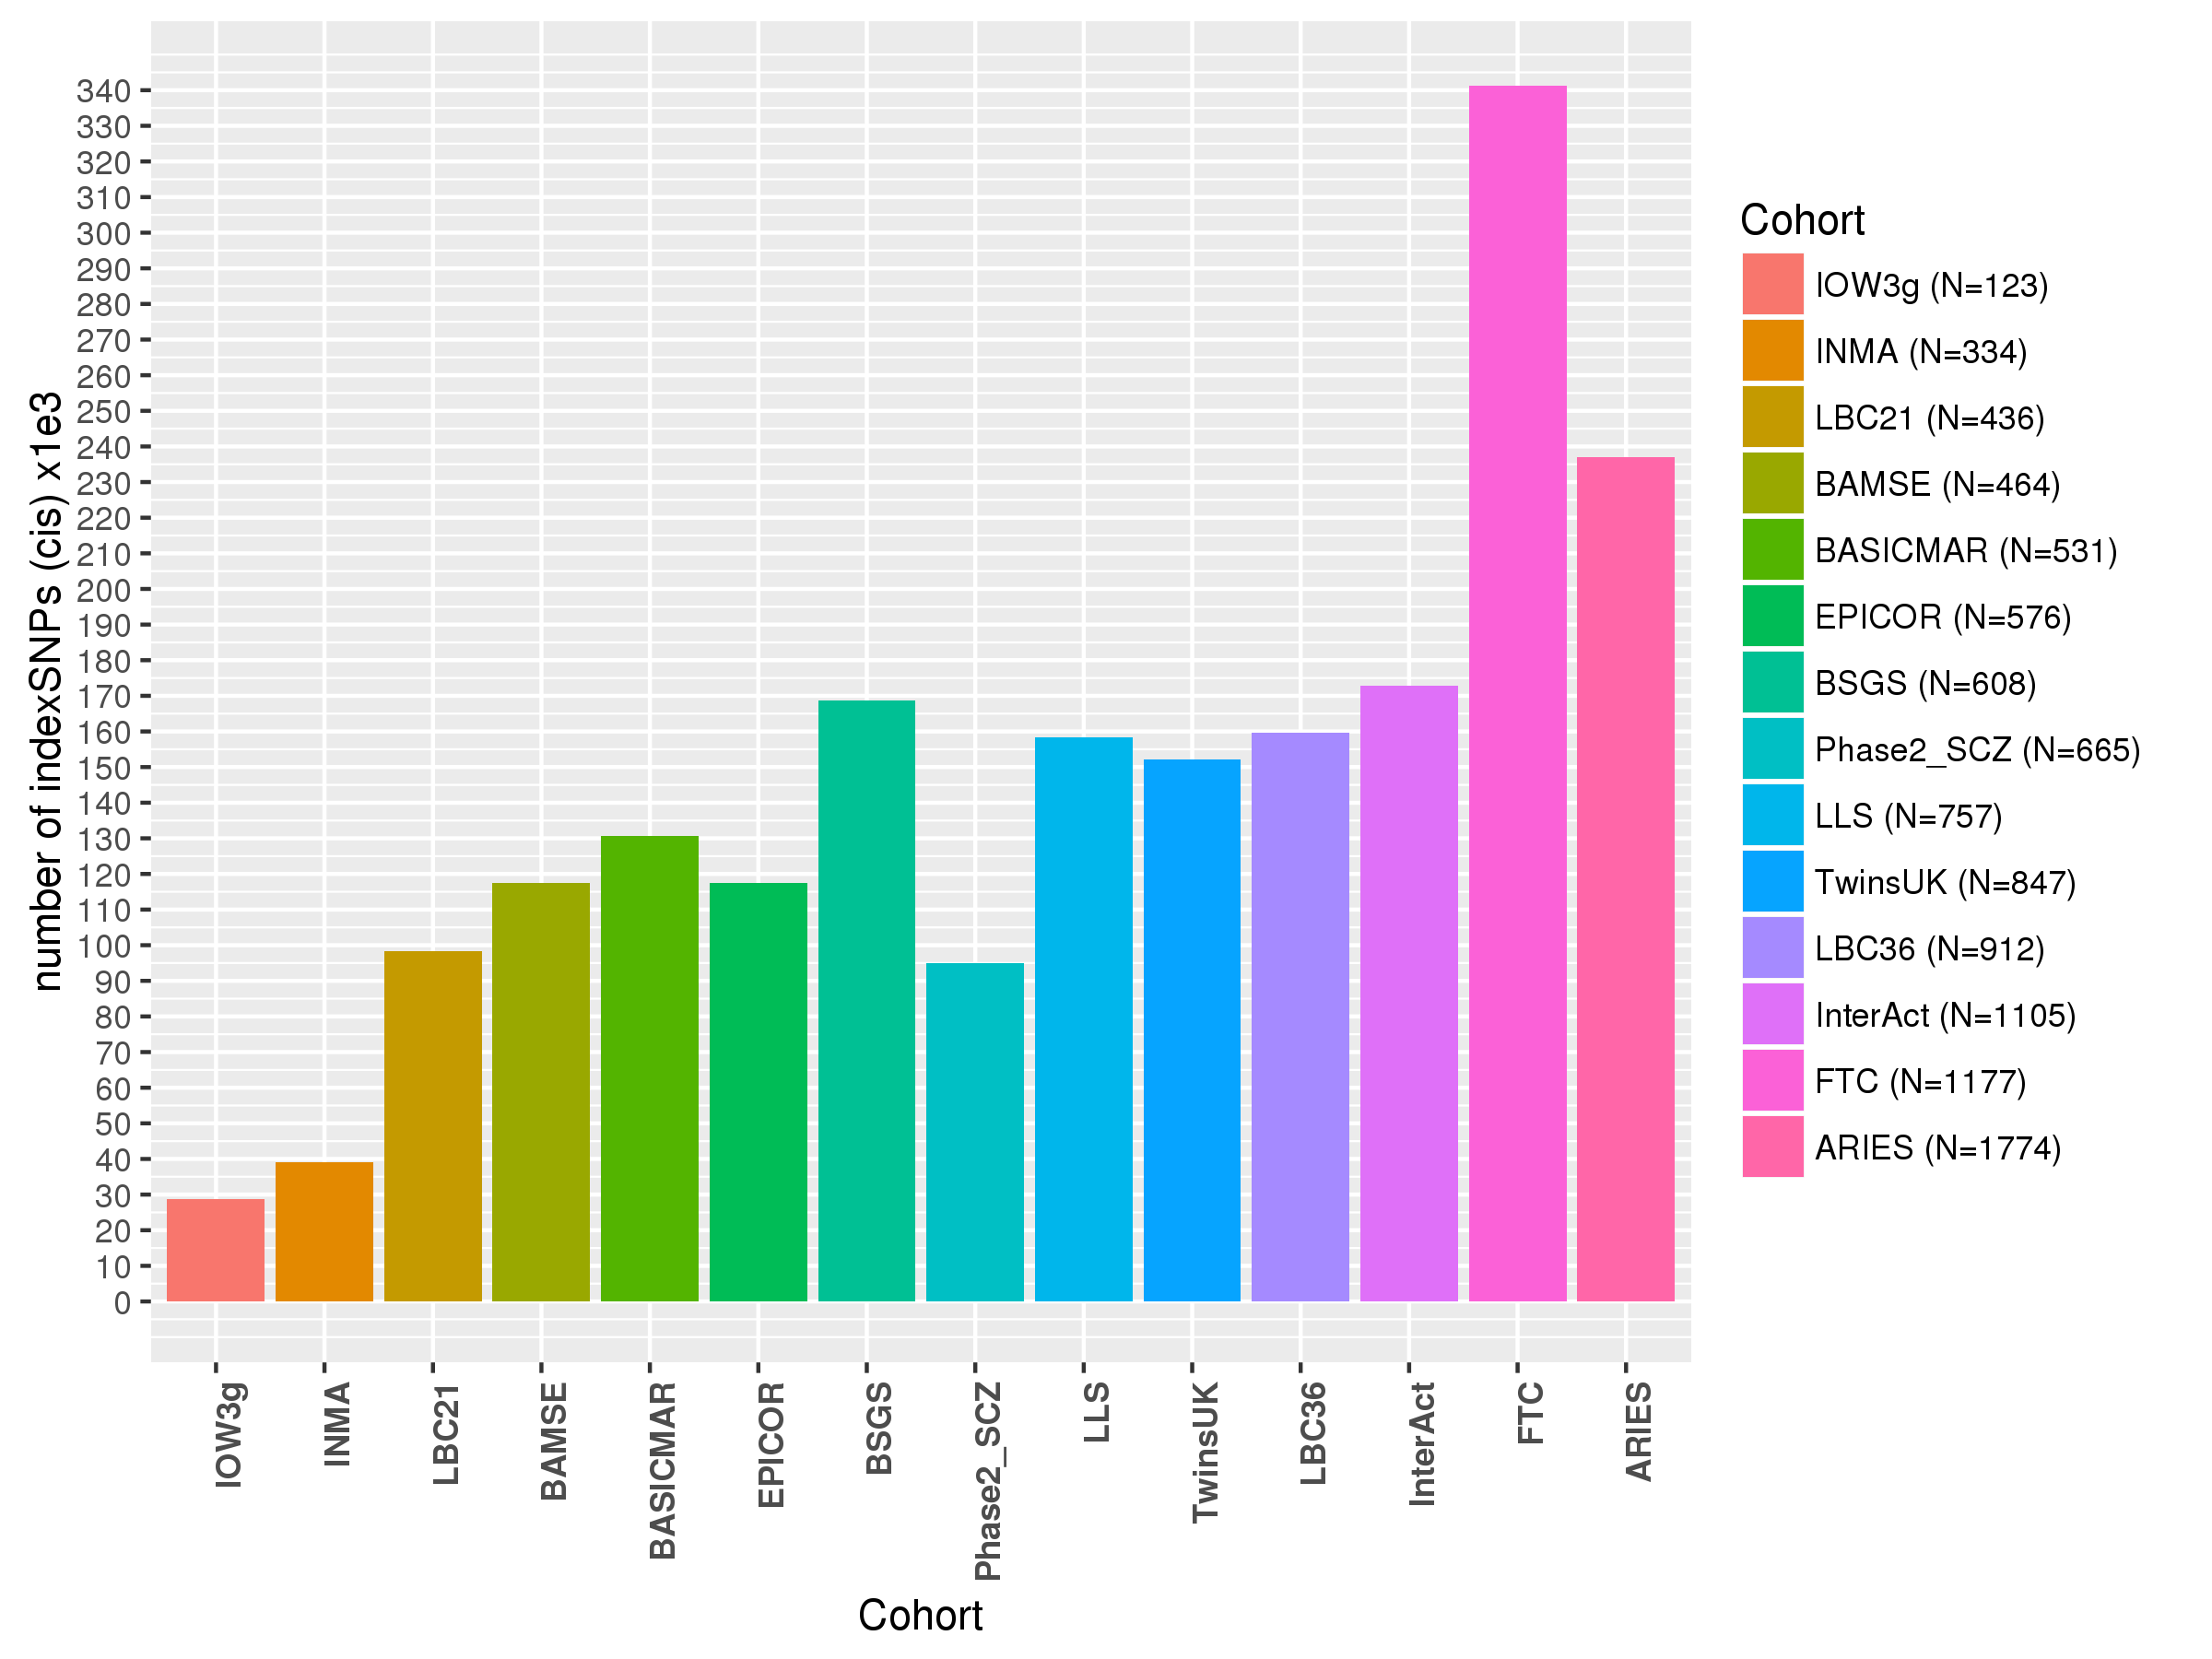 number of indexSNPs (cis) x1e3
340
330
320
310
300
290
280
270
260
250
240
230
220
210
200
190
180
170
160
150
140
130
120
110
100
90
80
70
60
50
40
30
20
10
0
IOW3g
INMA
LBC21
BAMSE
BASICMAR
EPICOR
BSGS
Phase2_SCZ
LLS
TwinsUK
LBC36
InterAct
FTC
ARIES
Cohort
Cohort
IOW3g (N=123)
INMA (N=334)
LBC21 (N=436)
BAMSE (N=464)
BASICMAR (N=531)
EPICOR (N=576)
BSGS (N=608)
Phase2_SCZ (N=665)
LLS (N=757)
TwinsUK (N=847)
LBC36 (N=912)
InterAct (N=1105)
FTC (N=1177)
ARIES (N=1774)